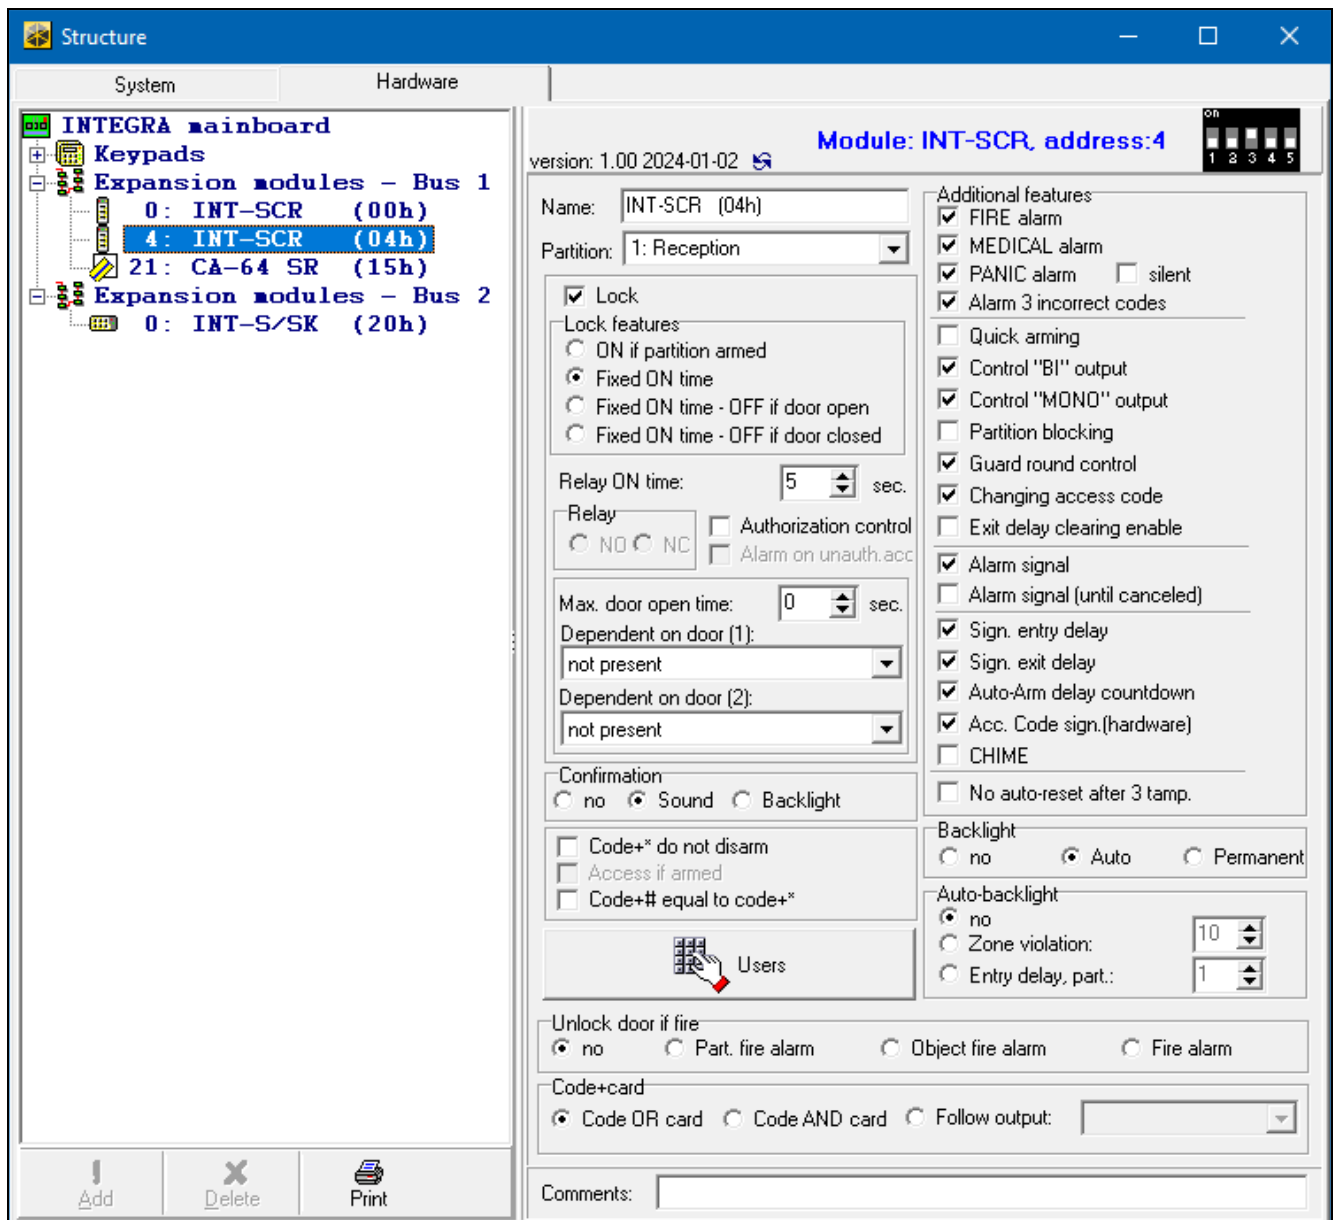 Structure
System
Hardware
INTEGRA mainboard
Keypads
Expansion modules - Bus 1
0: INT-SCR (00h)
4: INT-SCR (04h)
21: CA-64 SR (15h)
Expansion modules - Bus 2
0: INT-S/SK (20h)
Add
Delete
Print
version: 1.00 2024-01-02
Module: INT-SCR, address:4
on
1 2 3 4 5
Name: INT-SCR (04h)
Partition: 1: Reception
Lock
Lock features
ON if partition armed
Fixed ON time
Fixed ON time - OFF if door open
Fixed ON time - OFF if door closed
Relay ON time: 5 sec.
Relay
NO NC
Authorization control
Alarm on unauth.acc
Max. door open time: 0 sec.
Dependent on door (1):
not present
Dependent on door (2):
not present
Confirmation
no Sound Backlight
Code+* do not disarm
Access if armed
Code+# equal to code+*
Users
Additional features
FIRE alarm
MEDICAL alarm
PANIC alarm silent
Alarm 3 incorrect codes
Quick arming
Control "BI" output
Control "MONO" output
Partition blocking
Guard round control
Changing access code
Exit delay clearing enable
Alarm signal
Alarm signal (until canceled)
Sign. entry delay
Sign. exit delay
Auto-Arm delay countdown
Acc. Code sign.(hardware)
CHIME
No auto-reset after 3 tamp.
Backlight
no Auto Permanent
Auto-backlight
no
Zone violation: 10
Entry delay, part.: 1
Unlock door if fire
no Part. fire alarm Object fire alarm Fire alarm
Code+card
Code OR card Code AND card Follow output:
Comments: